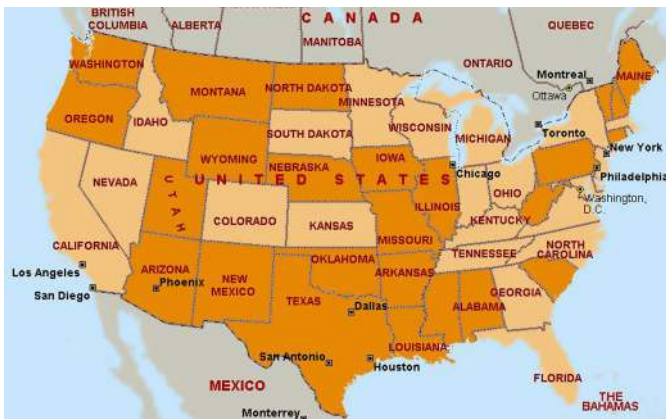 CANADA
BRITISH
COLUMBIA
ALBERTA
MANITOBA
ONTARIO
QUEBEC
WASHINGTON
MONTANA
NORTH DAKOTA
MINNESOTA
Montreal
Ottawa
MAINE
OREGON
IDAHO
SOUTH DAKOTA
WISCONSIN
MICHIGAN
Toronto
WYOMING
NEBRASKA
IOWA
New York
Chicago
Philadelphia
UNITED STATES
NEVADA
UTAH
COLORADO
KANSAS
ILLINOIS
OHIO
Washington,
D.C.
KENTUCKY
CALIFORNIA
MISSOURI
TENNESSEE
NORTH
CAROLINA
Los Angeles
San Diego
ARIZONA
Phoenix
NEW
MEXICO
OKLAHOMA
ARKANSAS
TEXAS
Dallas
ALABAMA
GEORGIA
LOUISIANA
San Antonio
Houston
MEXICO
Monterrey
FLORIDA
THE
BAHAMAS